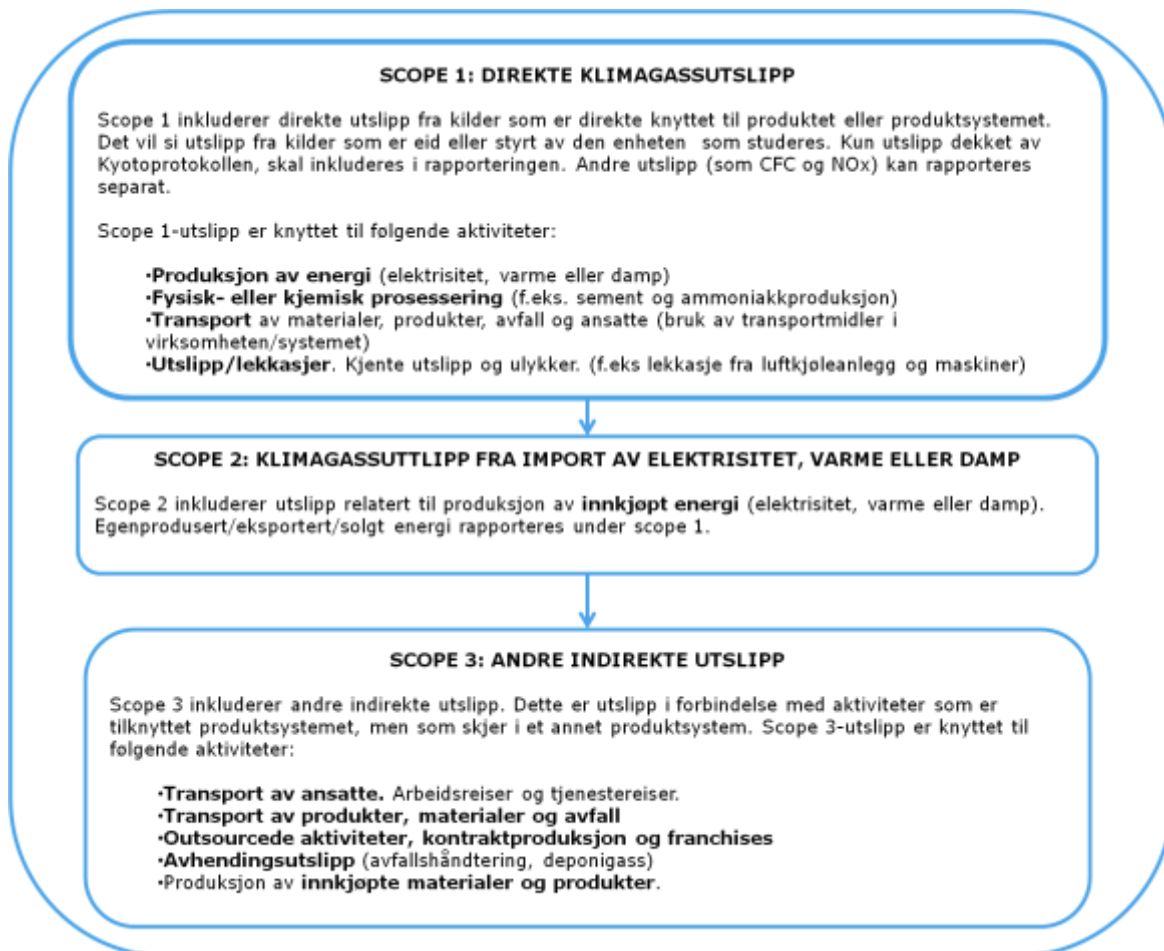 SCOPE 1: DIREKTE KLIMAGASSUTSLIPP
Scope 1 inkluderer direkte utslipp fra kilder som er direkte knyttet til produktet eller produktsystemet.
Det vil si utslipp fra kilder som er eid eller styrt av den enheten som studeres. Kun utslipp dekket av
Kyotoprotokollen, skal inkluderes i rapporteringen. Andre utslipp (som CFC og NOx) kan rapporteres
separat.
Scope 1-utslipp er knyttet til følgende aktiviteter:
•Produksjon av energi (elektrisitet, varme eller damp)
•Fysisk- eller kjemisk prosessering (f.eks. sement og ammoniakkproduksjon)
•Transport av materialer, produkter, avfall og ansatte (bruk av transportmidler i
virksomheten/systemet)
•Utslipp/lekkasjer. Kjente utslipp og ulykker. (f.eks lekkasje fra luftkjøleanlegg og maskiner)
SCOPE 2: KLIMAGASSUTTLIPP FRA IMPORT AV ELEKTRISITET, VARME ELLER DAMP
Scope 2 inkluderer utslipp relatert til produksjon av innkjøpt energi (elektrisitet, varme eller damp).
Egenprodusert/eksportert/solgt energi rapporteres under scope 1.
SCOPE 3: ANDRE INDIREKTE UTSLIPP
Scope 3 inkluderer andre indirekte utslipp. Dette er utslipp i forbindelse med aktiviteter som er
tilknyttet produktsystemet, men som skjer i et annet produktsystem. Scope 3-utslipp er knyttet til
følgende aktiviteter:
•Transport av ansatte. Arbeidsreiser og tjenestereiser.
•Transport av produkter, materialer og avfall
•Outsourcede aktiviteter, kontraktproduksjon og franchises
•Avhendingsutslipp (avfallshåndtering, deponigass)
•Produksjon av innkjøpte materialer og produkter.